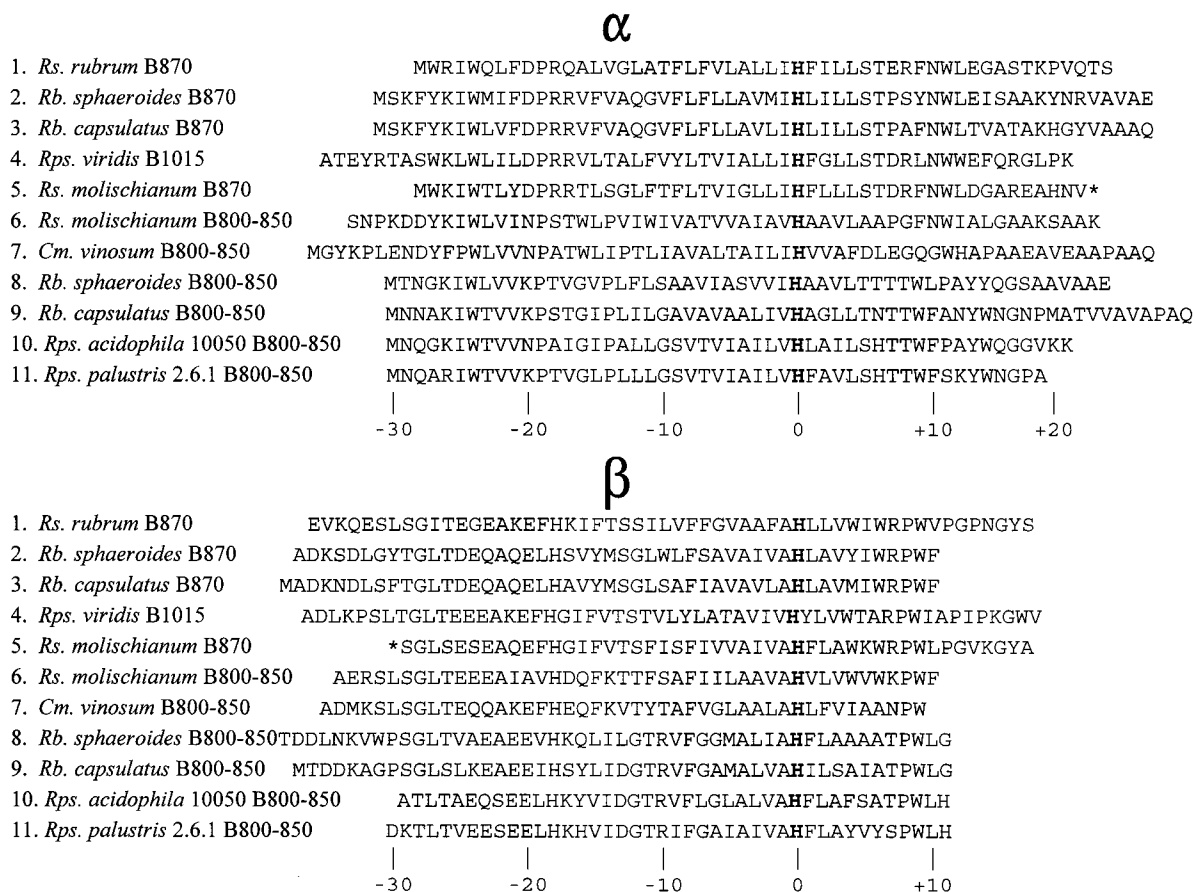 α
1. Rs. rubrum B870 MWRIWQLFDPRQALVGLATFLFVLALLIHFILLSTERFNWLEGASTKPVQTS
2. Rb. sphaeroides B870 MSKFYKIWMIFDPRRVFVAQGVFLFLLAVMIHLILLSTPSYNWLEISAAKYNRVAVAE
3. Rb. capsulatus B870 MSKFYKIWLVFDPRRVFVAQGVFLFLLAVLIHLILLSTPAFNWLTVATAKHGYVAAAQ
4. Rps. viridis B1015 ATEYRTASWKLWLILDPRRVLTALFVYLTVIALLIHFGLLSTDRLNWWEFQRGLPK
5. Rs. molischianum B870 MWKIWTLYDPRRTLSGLFTFLTVIGLLIHFLLLSTDRFNWLDGAREAHNV*
6. Rs. molischianum B800-850 SNPKDDYKIWLVINPSTWLPVIWIVATVVAIAVHAAVLAAPGFNWIALGAAKSAAK
7. Cm. vinosum B800-850 MGYKPLENDYFPWLVVNPATWLIPTLIAVALTAILIHVVAFDLEGQGWHAPAAEAVEAAPAAQ
8. Rb. sphaeroides B800-850 MTNGKIWLVVKPTVGVPLFLSAAVIASVVIHAAVLTTTTWLPAYYQGSAAVAAE
9. Rb. capsulatus B800-850 MNNAKIWTVVKPSTGIPLILGAVAVAALIVHAGLLTNTTWFANYWNGNPMATVVAVAPAQ
10. Rps. acidophila 10050 B800-850 MNQGKIWTVVNPAIGIPALLGSVTVIAILVHLAILSHTTWFPAYWQGGVKK
11. Rps. palustris 2.6.1 B800-850 MNQARIWTVVKPTVGLPLLLGSVTVIAILVHFAVLSHTTWFSKYWNGPA
-30 -20 -10 0 +10 +20
β
1. Rs. rubrum B870 EVKQESLSGITEGEAKEFHKIFTSSILVFFGVAAFAHLLVWIWRPWVPGPNGYS
2. Rb. sphaeroides B870 ADKSDLGYTGLTDEQAQELHSVYMSGLWLFSAVAIVAHLAVYIWRPWF
3. Rb. capsulatus B870 MADKNDLSFTGLTDEQAQELHAVYMSGLSAFIAVAVLAHLAVMIWRPWF
4. Rps. viridis B1015 ADLKPSLTGLTEEEAKEFHGIFVTSTVLYLATAVIVHYLVWTARPWIAPIPKGWV
5. Rs. molischianum B870 *SGLSESEAQEFHGIFVTSFISFIVVAIVAHFLAWKWRPWLPGVKGYA
6. Rs. molischianum B800-850 AERSLSGLTEEEAIAVHDQFKTTFSAFIILAAVAHVLVWVWKPWF
7. Cm. vinosum B800-850 ADMKSLSGLTEQQAKEFHEQFKVTYTAFVGLAALAHLFVIAANPW
8. Rb. sphaeroides B800-850TDDLNKVWPSGLTVAEAEEVHKQLILGTRVFGGMALIAHFLAAAATPWLG
9. Rb. capsulatus B800-850 MTDDKAGPSGLSLKEAEEIHSYLIDGTRVFGAMALVAHILSAIATPWLG
10. Rps. acidophila 10050 B800-850 ATLTAEQSEELHKYVIDGTRVFLGLALVAHFLAFSATPWLH
11. Rps. palustris 2.6.1 B800-850 DKTLTVEESEELHKHVIDGTRIFGAIAIVAHFLAYVYSPWLH
-30 -20 -10 0 +10